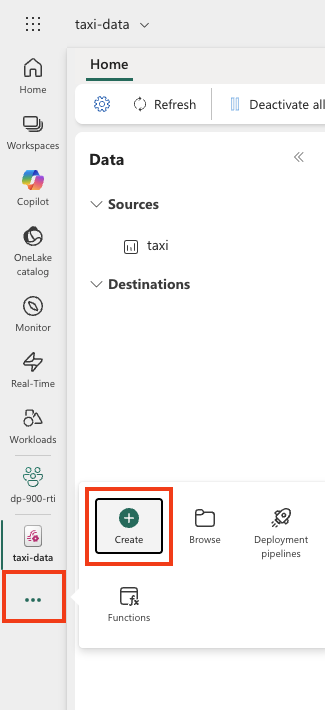 taxi-data
Home
Refresh
Deactivate all
Home
Workspaces
Copilot
OneLake
catalog
Monitor
Real-Time
Workloads
dp-900-rti
taxi-data
Data
Sources
taxi
Destinations
Create
Browse
Deployment
pipelines
Functions